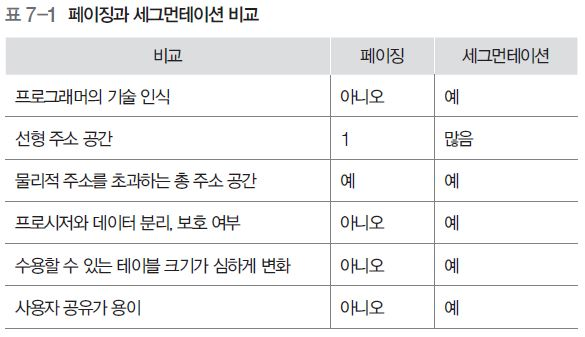 표 7-1 페이징과 세그먼테이션 비교
비교 페이징 세그먼테이션
프로그래머의 기술 인식 아니오 예
선형 주소 공간 1 많음
물리적 주소를 초과하는 총 주소 공간 예 예
프로시저와 데이터 분리, 보호 여부 아니오 예
수용할 수 있는 테이블 크기가 심하게 변화 아니오 예
사용자 공유가 용이 아니오 예